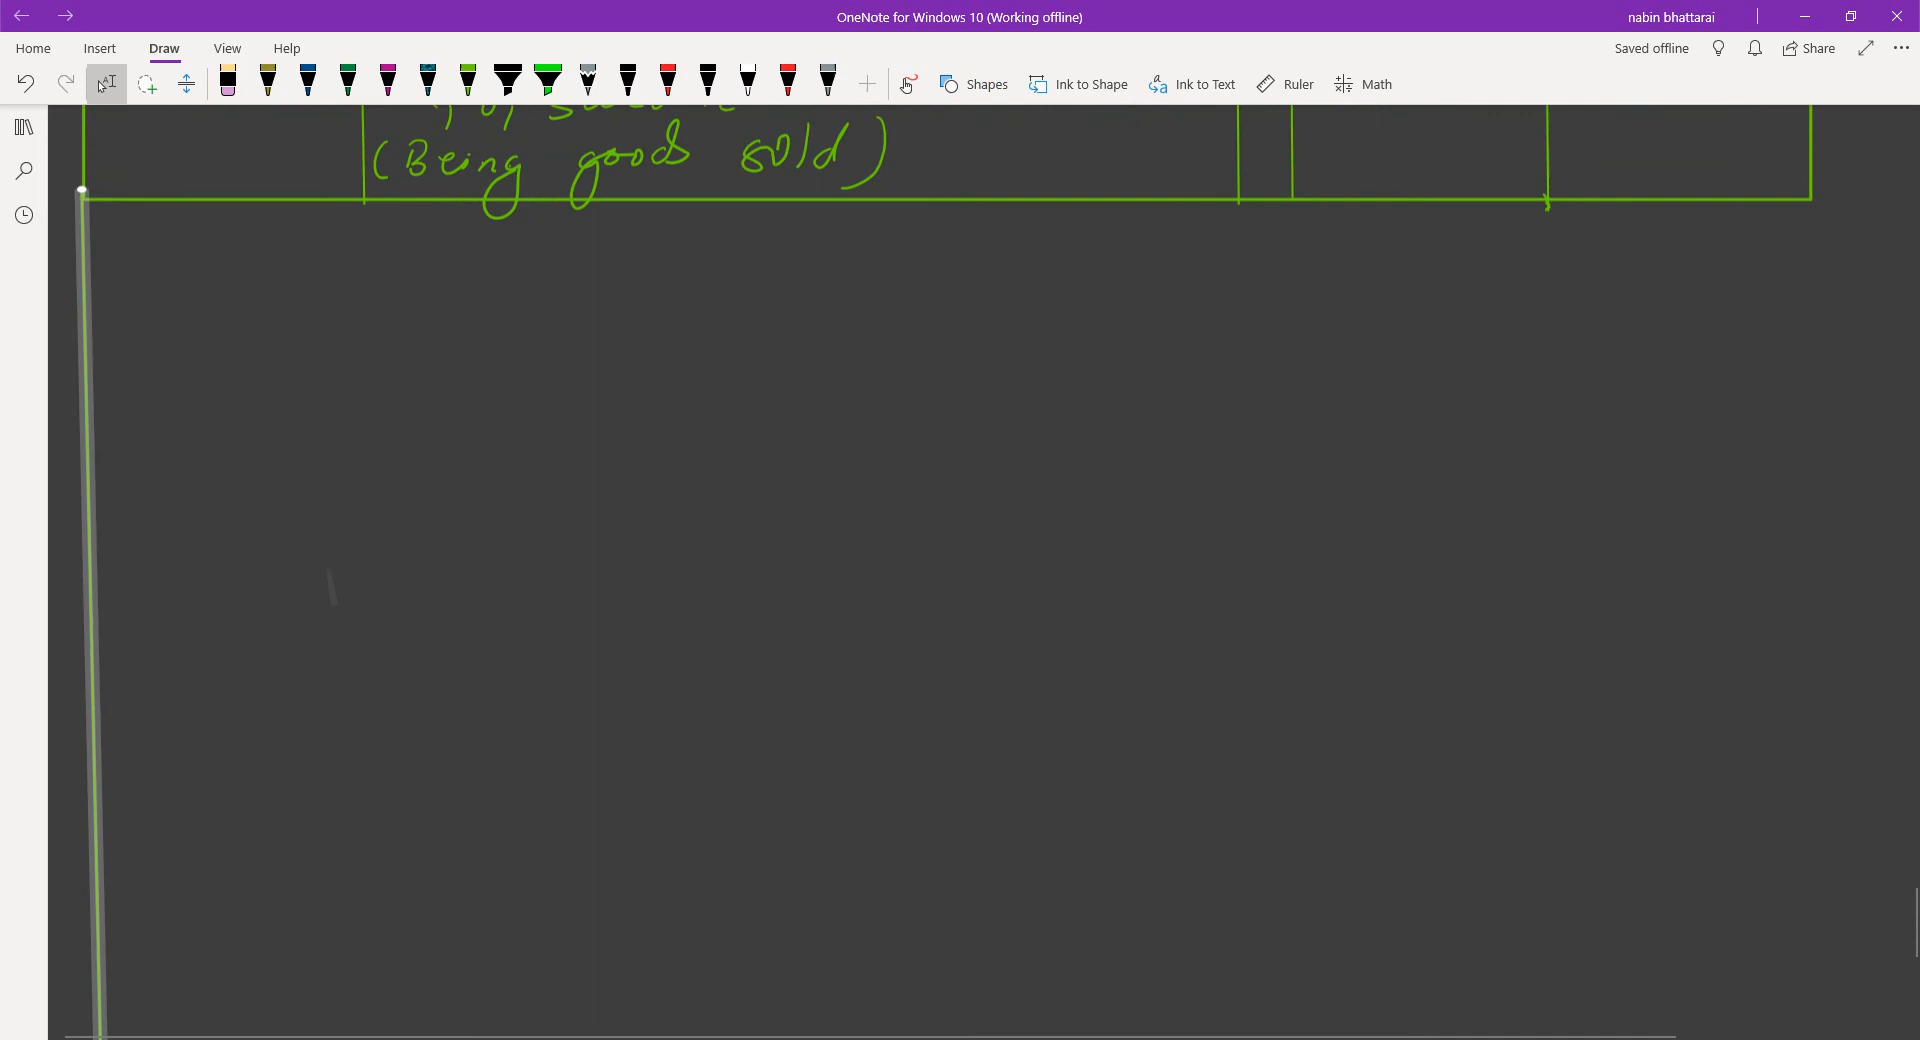 OneNote for Windows 10 (Working offline)
nabin bhattarai
Home Insert Draw View Help
Saved offline Share
Shapes Ink to Shape Ink to Text Ruler Math
(Being goods sold)